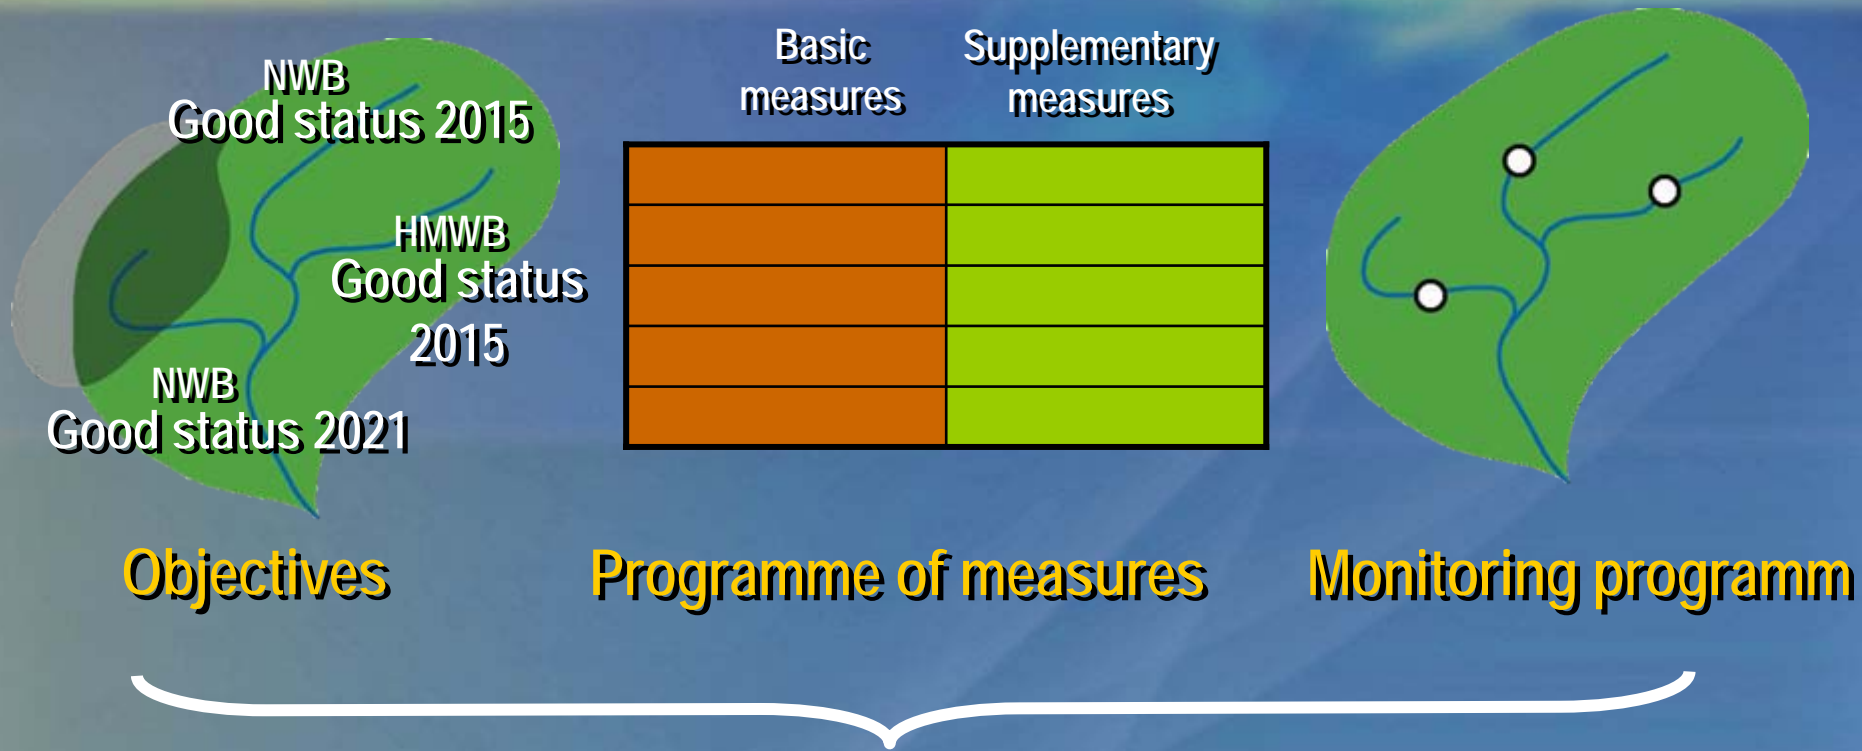 NWB
Good status 2015
HMWB
Good status
2015
NWB
Good status 2021
Basic
measures
Supplementary
measures
Objectives
Programme of measures
Monitoring programm